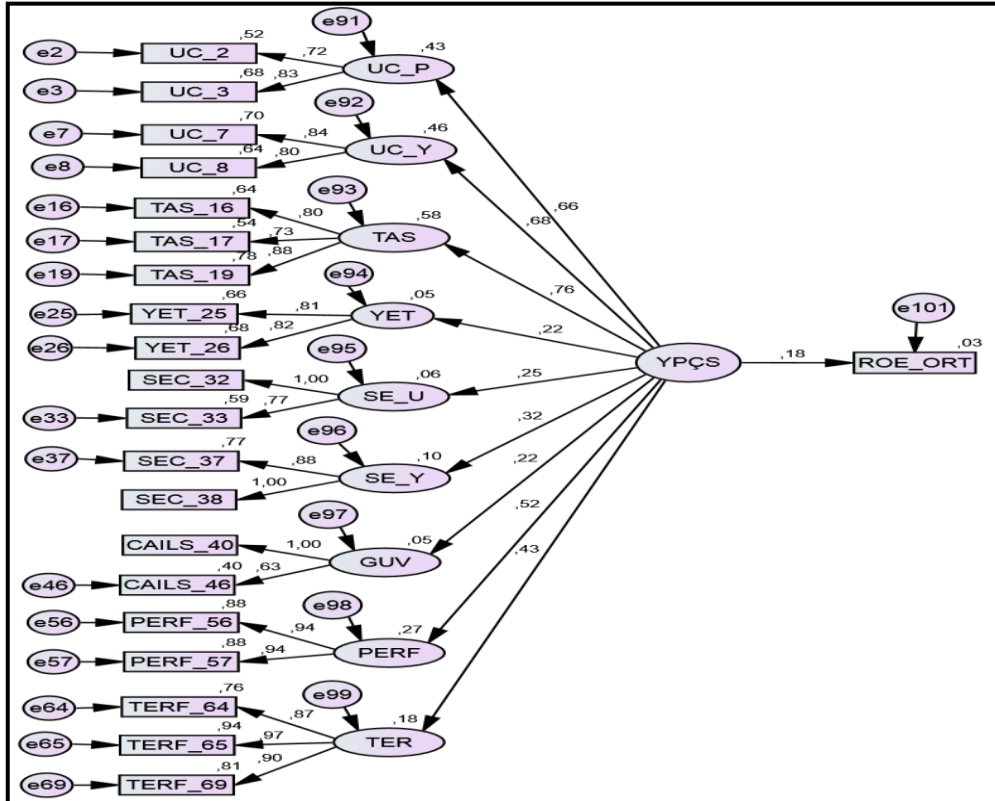 e91
,52
,43
e2
UC_2
,72
UC_P
,68
,83
e3
UC_3
e92
,70
,46
e7
UC_7
,84
UC_Y
,64
,80
e8
UC_8
e93
,66
,64
,58
,68
e16
TAS_16
,80
,54
,73
e17
TAS_17
TAS
,78
,88
e19
TAS_19
e94
,76
,66
,05
e25
YET_25
,81
YET
e101
,68
,82
,22
e26
YET_26
e95
,03
,06
YPÇS
,18
ROE_ORT
SEC_32
1,00
,25
,59
,77
SE_U
e33
SEC_33
e96
,32
,77
,10
e37
SEC_37
,88
SE_Y
,22
1,00
SEC_38
e97
,52
CAILS_40
1,00
,05
,43
,40
,63
GUV
e46
CAILS_46
e98
,88
,27
e56
PERF_56
,94
,88
,94
PERF
e57
PERF_57
e99
,76
,18
e64
TERF_64
,87
,94
,97
TER
e65
TERF_65
,81
,90
e69
TERF_69